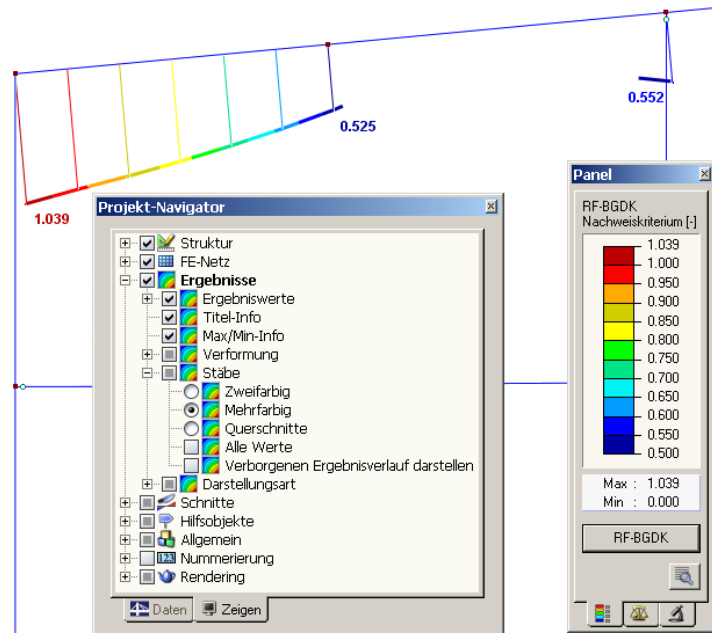 0.552
0.525
1.039
Projekt-Navigator
Struktur
FE-Netz
Ergebnisse
Ergebniswerte
Titel-Info
Max/Min-Info
Verformung
Stäbe
Zweifarbig
Mehrfarbig
Querschnitte
Alle Werte
Verborgenen Ergebnisverlauf darstellen
Darstellungsart
Schnitte
Hilfsobjekte
Allgemein
123 Nummerierung
Rendering
Daten Zeigen
Panel
RF-BGDK
Nachweiskriterium [-]
1.039
1.000
0.950
0.900
0.850
0.800
0.750
0.700
0.650
0.600
0.550
0.500
Max : 1.039
Min : 0.000
RF-BGDK